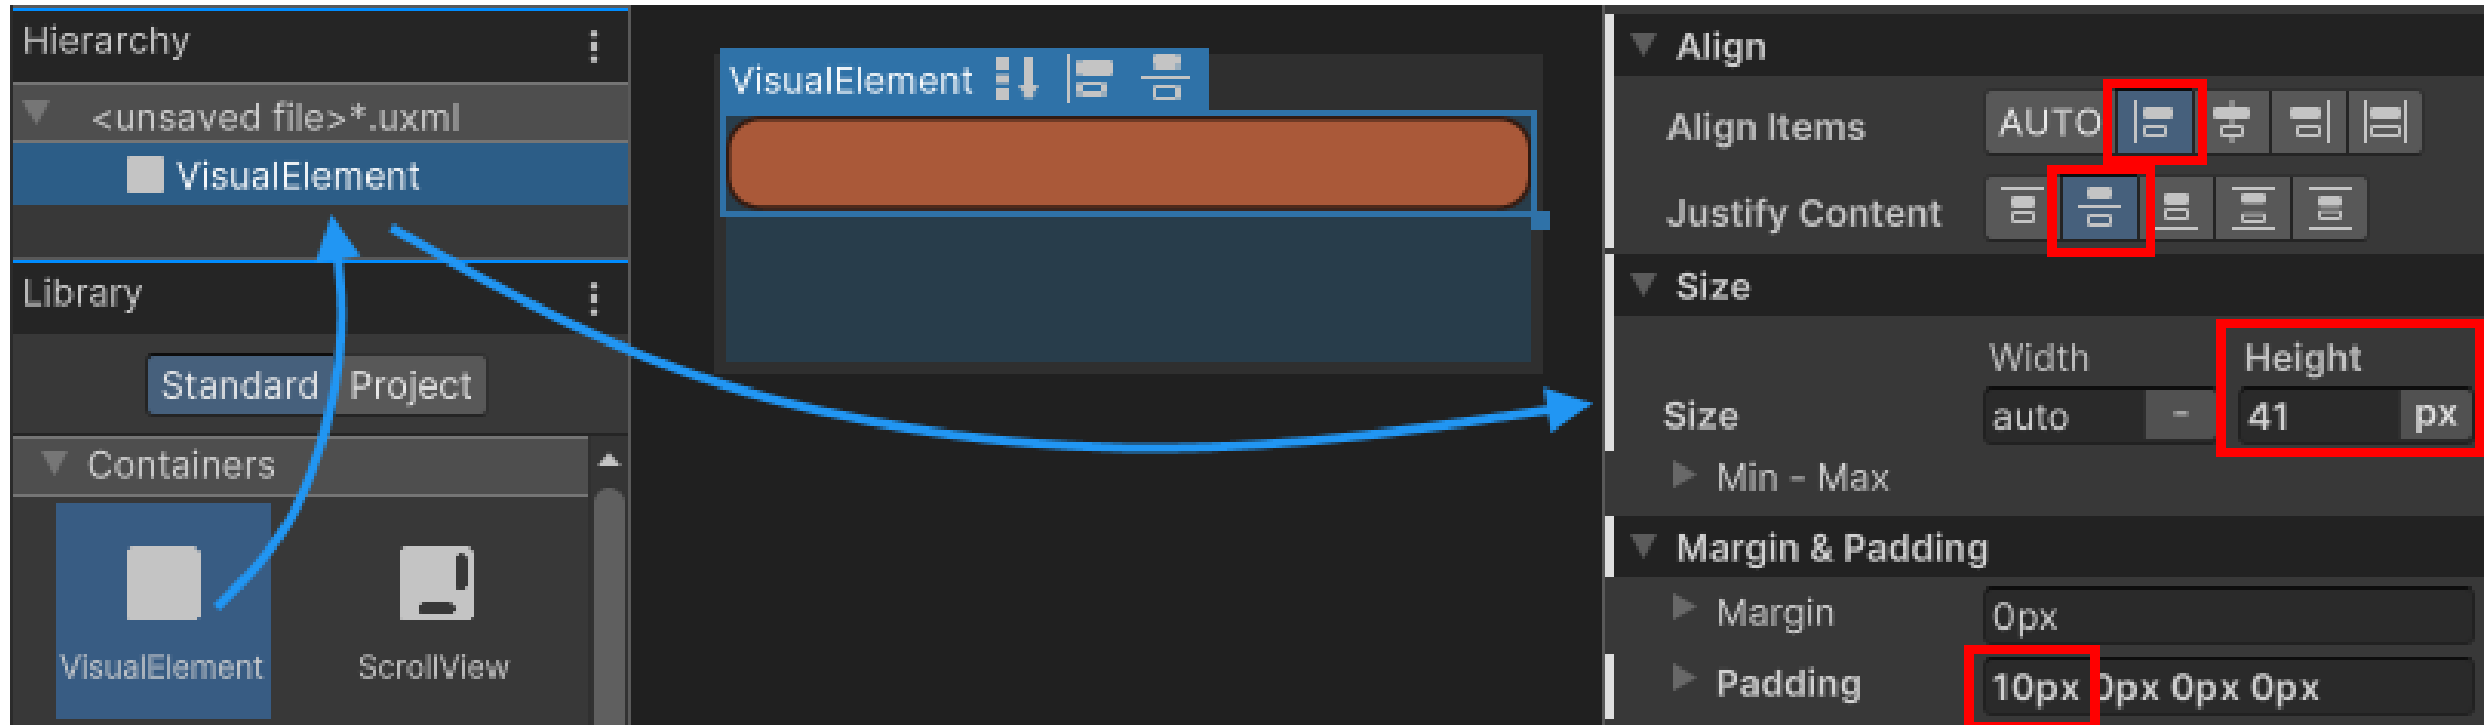 Hierarchy
<unsaved file>*.uxml
VisualElement
Library
Standard Project
Containers
VisualElement ScrollView
VisualElement
Align
Align Items AUTO
Justify Content
Size
Width Height
Size auto - 41 px
Min - Max
Margin & Padding
Margin 0px
Padding 10px 0px 0px 0px